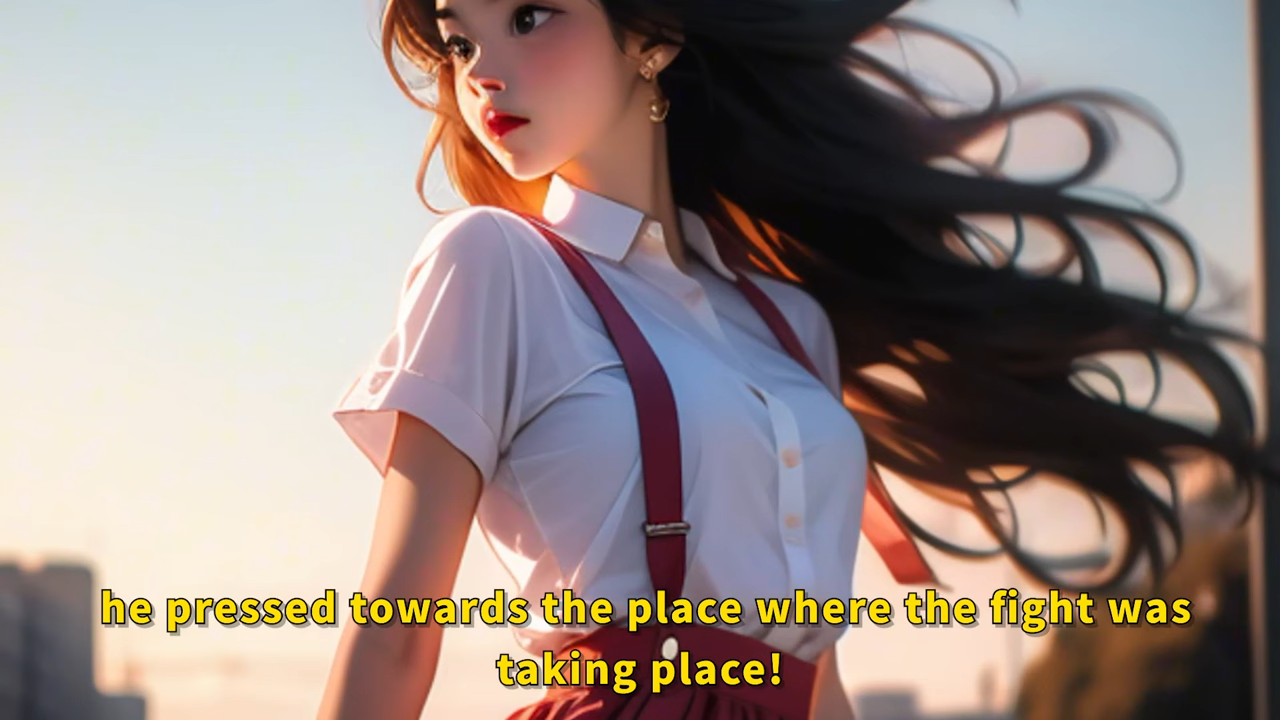 he pressed towards the place where the fight was
taking place!